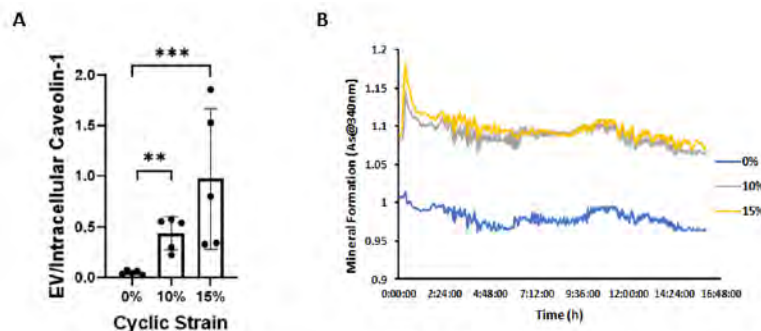 A
***
**
EV/Intracellular Caveolin-1
2.0
1.5
1.0
0.5
0.0
0% 10% 15%
Cyclic Strain
B
Mineral Formation (As@340nm)
1.2
1.15
1.1
1.05
1
0.95
0.9
0:00:00 2:24:00 4:48:00 7:12:00 9:36:00 12:00:00 14:24:00 16:48:00
Time (h)
0%
10%
15%